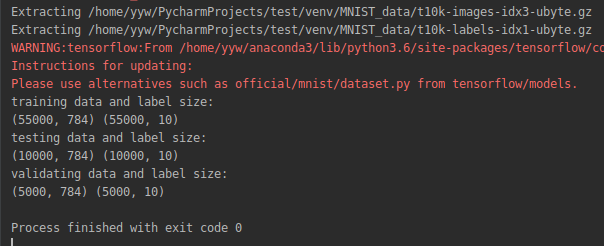 Extracting /home/yyw/PycharmProjects/test/venv/MNIST_data/t10k-images-idx3-ubyte.gz
Extracting /home/yyw/PycharmProjects/test/venv/MNIST_data/t10k-labels-idx1-ubyte.gz
WARNING:tensorflow:From /home/yyw/anaconda3/lib/python3.6/site-packages/tensorflow/co
Instructions for updating:
Please use alternatives such as official/mnist/dataset.py from tensorflow/models.
training data and label size:
(55000, 784) (55000, 10)
testing data and label size:
(10000, 784) (10000, 10)
validating data and label size:
(5000, 784) (5000, 10)
Process finished with exit code 0